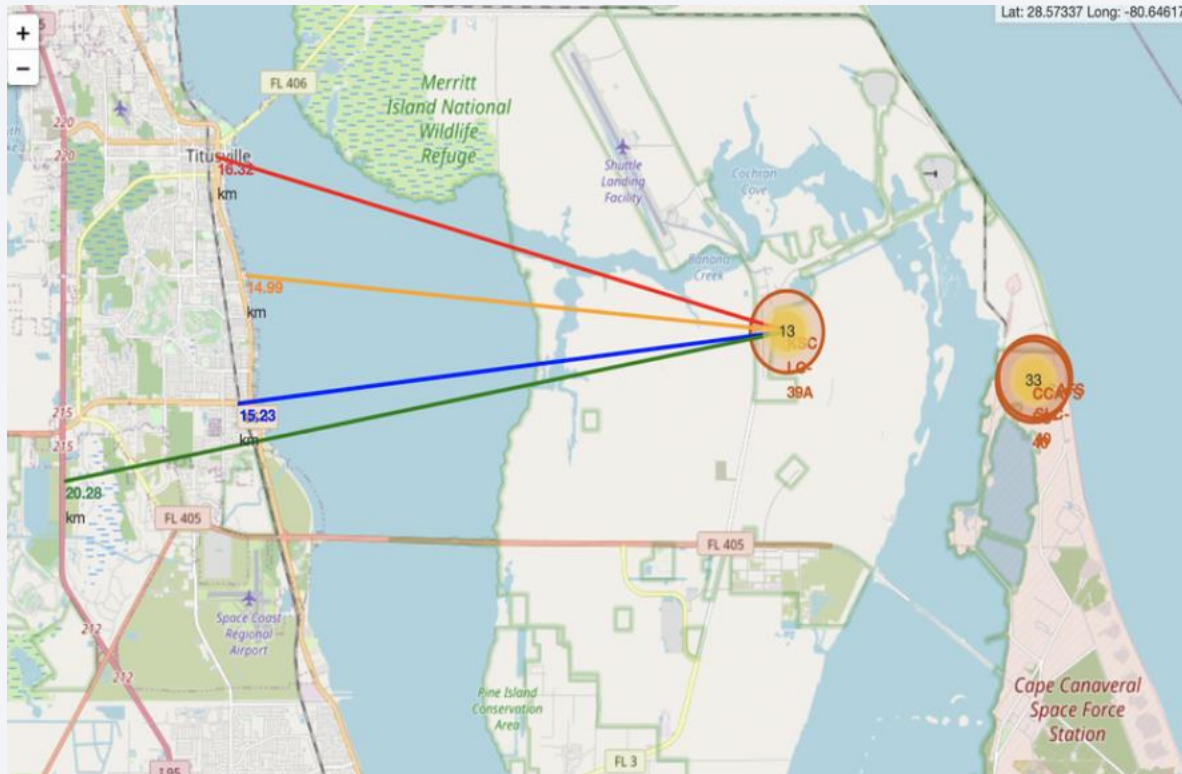 Lat: 28.57337 Long: -80.64617
+
−
FL 406
Merritt
Island National
Wildlife
Refuge
220
220
Titusville
16.32
km
Shuttle
Landing
Facility
Cochran
Cove
Banana
Creek
14.99
km
13
KSC
LC-
39A
33
215
15.23
km
215
20.28
km
FL 405
FL 405
Space Coast
Regional
Airport
212
212
Pine Island
Conservation
Area
Cape Canaveral
Space Force
Station
FL 3
I 95